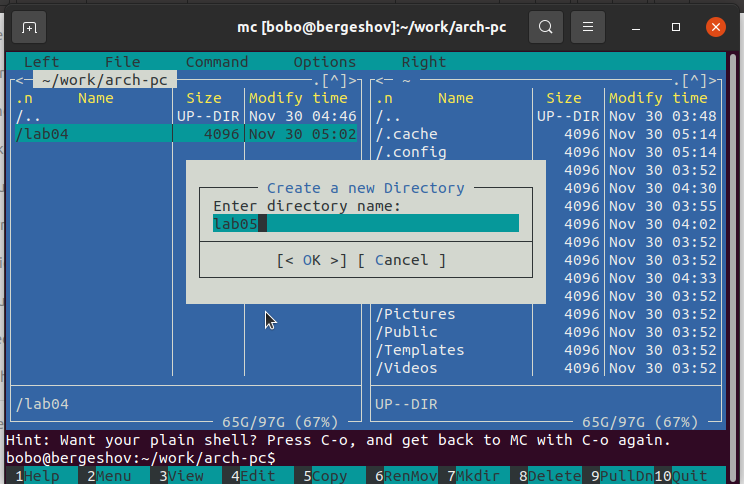 mc [bobo@bergeshov]:~/work/arch-pc
Left File Command Options Right
<─ ~/work/arch-pc ─.[^]>
.n Name Size Modify time
/.. UP--DIR Nov 30 04:46
/lab04 4096 Nov 30 05:02
/lab04
65G/97G (67%)
<─ ~ ─.[^]>
.n Name Size Modify time
/.. UP--DIR Nov 30 03:48
/.cache 4096 Nov 30 05:14
/.config 4096 Nov 30 05:14
4096 Nov 30 03:52
4096 Nov 30 04:30
4096 Nov 30 03:55
4096 Nov 30 04:02
4096 Nov 30 03:52
4096 Nov 30 03:52
4096 Nov 30 04:33
4096 Nov 30 03:52
/Pictures 4096 Nov 30 03:52
/Public 4096 Nov 30 03:52
/Templates 4096 Nov 30 03:52
/Videos 4096 Nov 30 03:52
UP--DIR
65G/97G (67%)
Create a new Directory
Enter directory name:
lab05
[< OK >] [ Cancel ]
Hint: Want your plain shell? Press C-o, and get back to MC with C-o again.
bobo@bergeshov:~/work/arch-pc$
1Help 2Menu 3View 4Edit 5Copy 6RenMov 7Mkdir 8Delete 9PullDn 10Quit